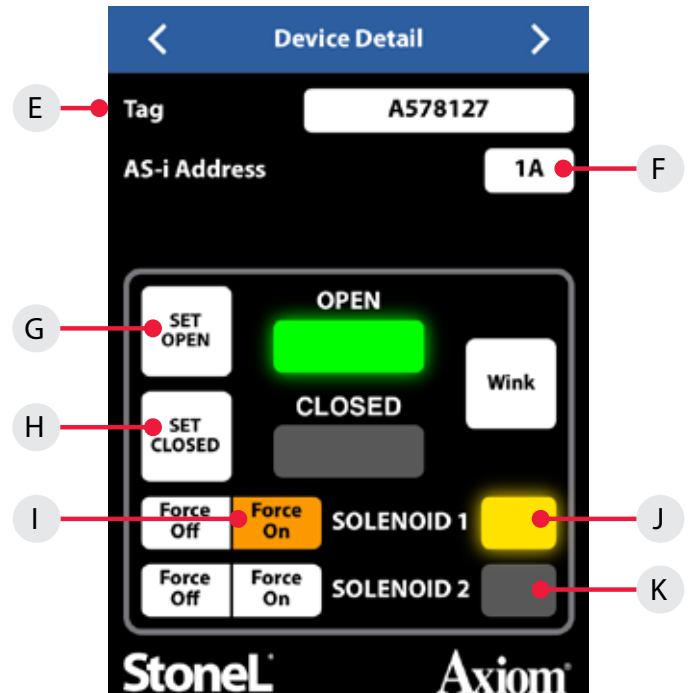 Device Detail
E
Tag
A578127
AS-i Address
1A
F
G
SET
OPEN
OPEN
Wink
H
SET
CLOSED
CLOSED
I
Force
Off
Force
On
SOLENOID 1
J
Force
Off
Force
On
SOLENOID 2
K
StoneL
Axiom